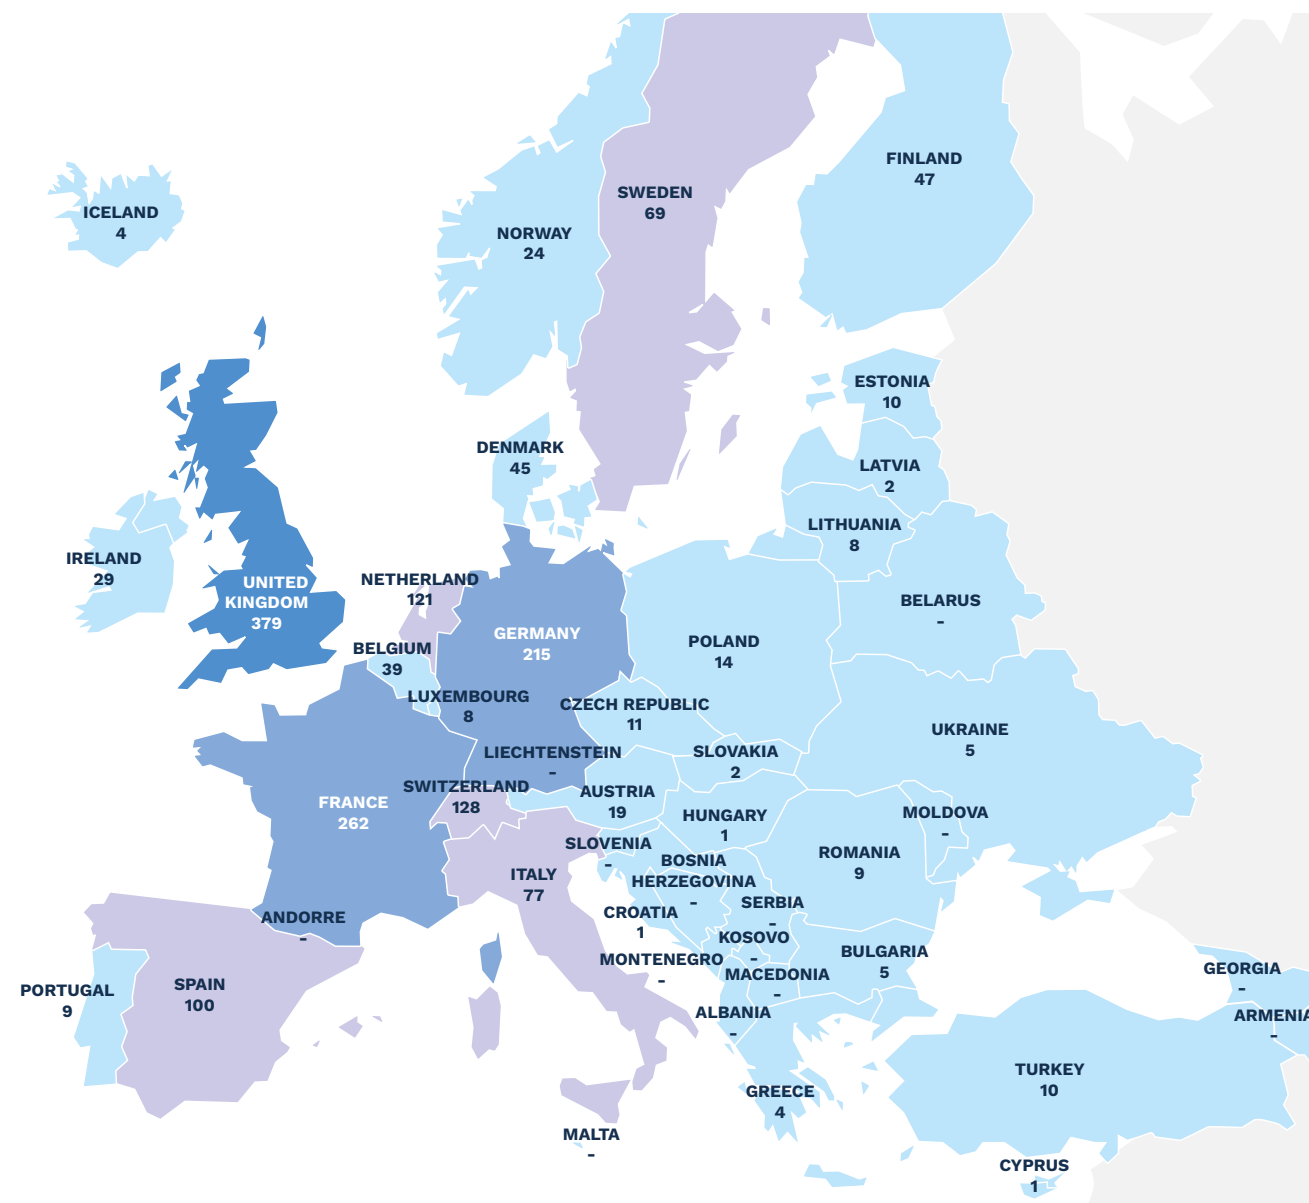 FINLAND
47
SWEDEN
69
ICELAND
4
NORWAY
24
ESTONIA
10
DENMARK
45
LATVIA
2
LITHUANIA
8
IRELAND
29
UNITED
KINGDOM
379
NETHERLAND
121
BELARUS
-
GERMANY
215
POLAND
14
BELGIUM
39
LUXEMBOURG
8
CZECH REPUBLIC
11
UKRAINE
5
LIECHTENSTEIN
-
SLOVAKIA
2
SWITZERLAND
128
AUSTRIA
19
FRANCE
262
HUNGARY
1
MOLDOVA
-
SLOVENIA
-
ROMANIA
9
BOSNIA
HERZEGOVINA
-
ITALY
77
SERBIA
-
CROATIA
1
ANDORRE
-
KOSOVO
-
BULGARIA
5
MONTENEGRO
-
MACEDONIA
-
GEORGIA
-
SPAIN
100
PORTUGAL
9
ALBANIA
-
ARMENIA
-
TURKEY
10
GREECE
4
MALTA
-
CYPRUS
1